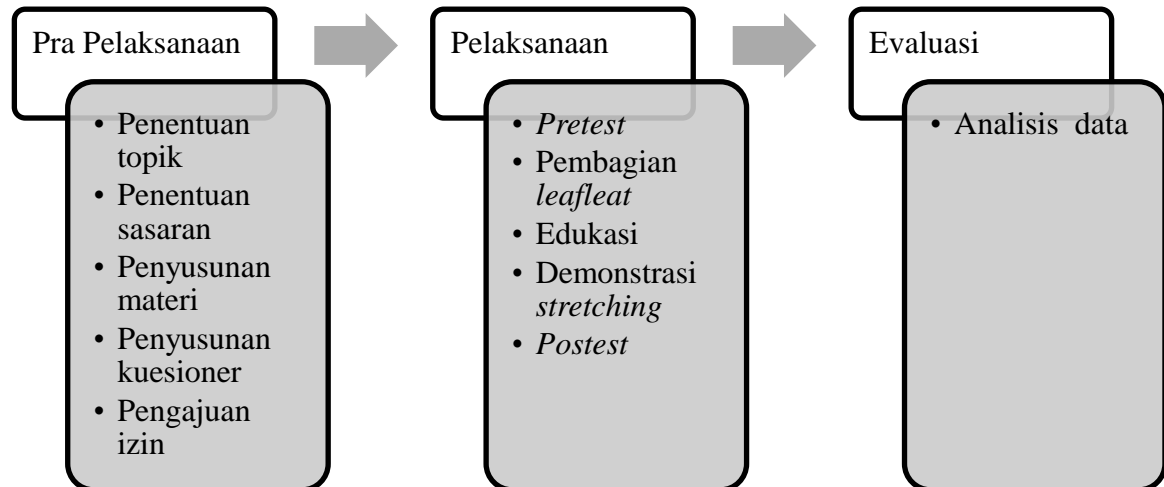 Pra Pelaksanaan
• Penentuan
topik
• Penentuan
sasaran
• Penyusunan
materi
• Penyusunan
kuesioner
• Pengajuan
izin
Pelaksanaan
• Pretest
• Pembagian
leafleat
• Edukasi
• Demonstrasi
stretching
• Postest
Evaluasi
• Analisis data